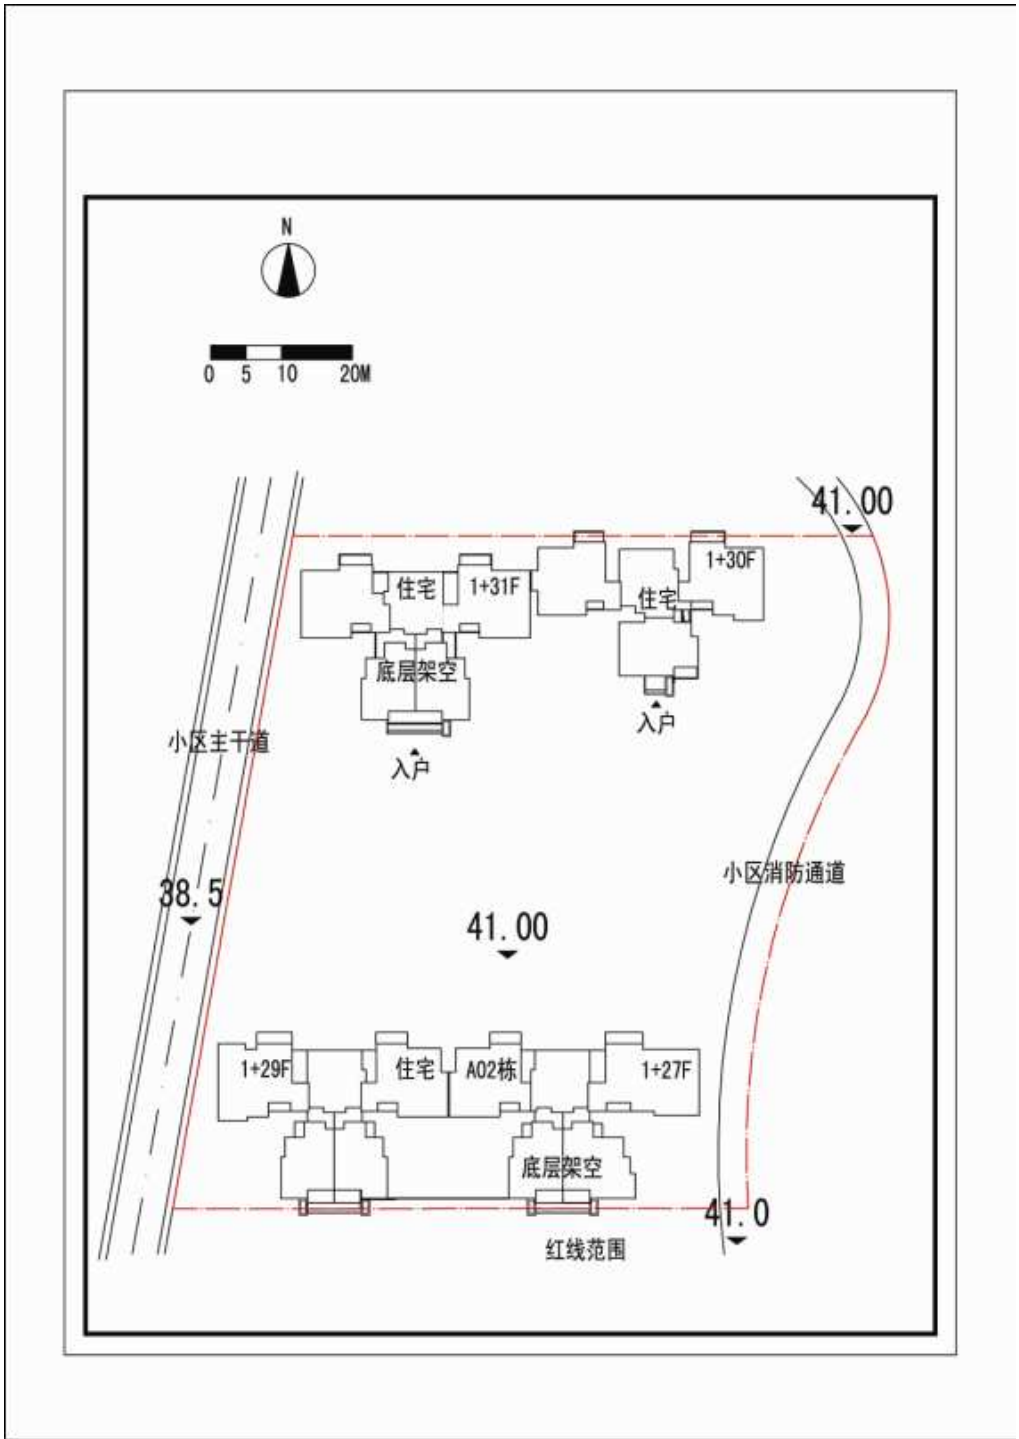 N
0 5 10 20M
41.00
1+30F
住宅 1+31F
住宅
底层架空
入户
小区主干道
入户
小区消防通道
38.5
41.00
1+29F 住宅 A02栋 1+27F
底层架空
41.0
红线范围